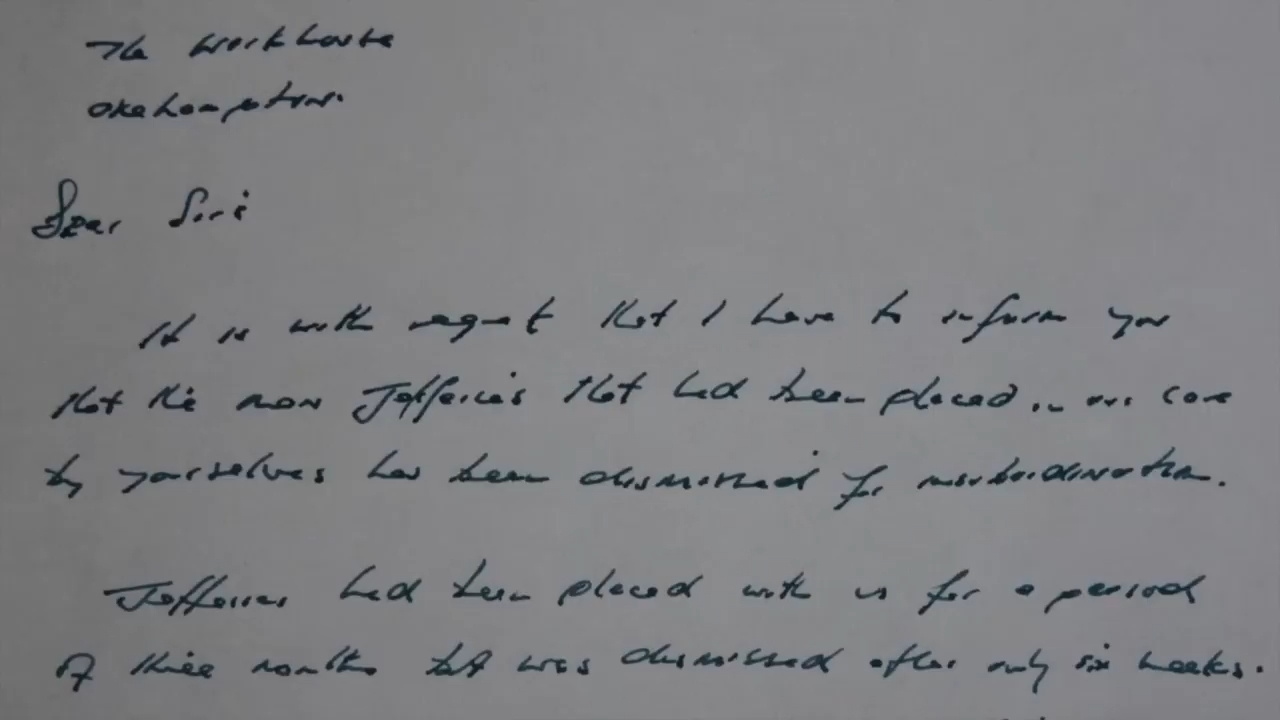 The Workhouse
Okehampton.
Dear Sirs
It is with regret that I have to inform you
that the man Jefferies that had been placed in our care
by yourselves has been dismissed for insubordination.
Jefferies had been placed with us for a period
of three months but was dismissed after only six weeks.